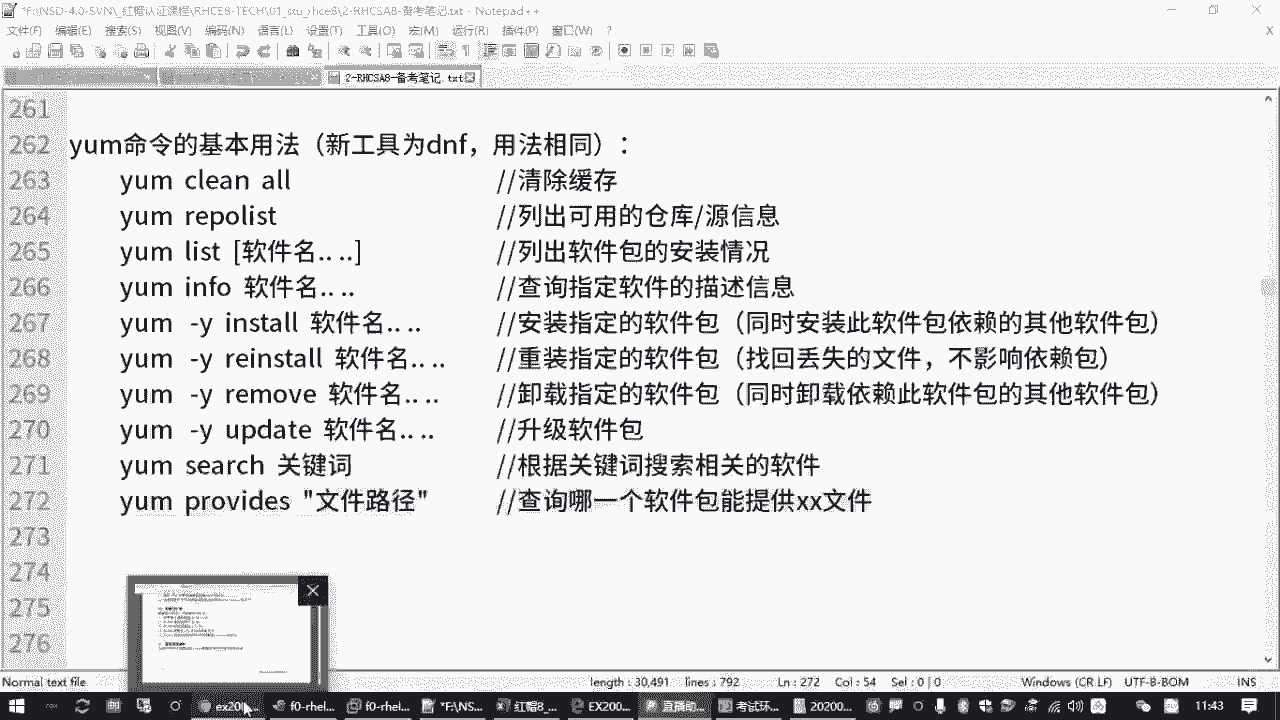 *F:\NSD-4.0-SVN\_红帽认证课程\RHCE8-TECH\01_stu_rhce8\2-RHCSA8-备考笔记.txt - Notepad++
文件(F) 编辑(E) 搜索(S) 视图(V) 编码(N) 语言(L) 设置(T) 工具(O) 宏(M) 运行(R) 插件(P) 窗口(W) ? X
2-RHCSA8-备考笔记.txt
261
262 yum命令的基本用法（新工具为dnf，用法相同）：
263 yum clean all //清除缓存
264 yum repolist //列出可用的仓库/源信息
265 yum list [软件名.. ..] //列出软件包的安装情况
266 yum info 软件名.. .. //查询指定软件的描述信息
267 yum -y install 软件名.. .. //安装指定的软件包（同时安装此软件包依赖的其他软件包）
268 yum -y reinstall 软件名.. .. //重装指定的软件包（找回丢失的文件，不影响依赖包）
269 yum -y remove 软件名.. .. //卸载指定的软件包（同时卸载依赖此软件包的其他软件包）
270 yum -y update 软件名.. .. //升级软件包
271 yum search 关键词 //根据关键词搜索相关的软件
272 yum provides "文件路径" //查询哪一个软件包能提供xx文件
273
274
275
276
Normal text file length : 30,491 lines : 792 Ln : 272 Col : 54 Sel : 0 | 0 Windows (CR LF) UTF-8-BOM INS
ex200 f0-rhel... f0-rhel... *F:\NS... 红帽8_... EX200... 直播间... 考试环... 20200... 11:43